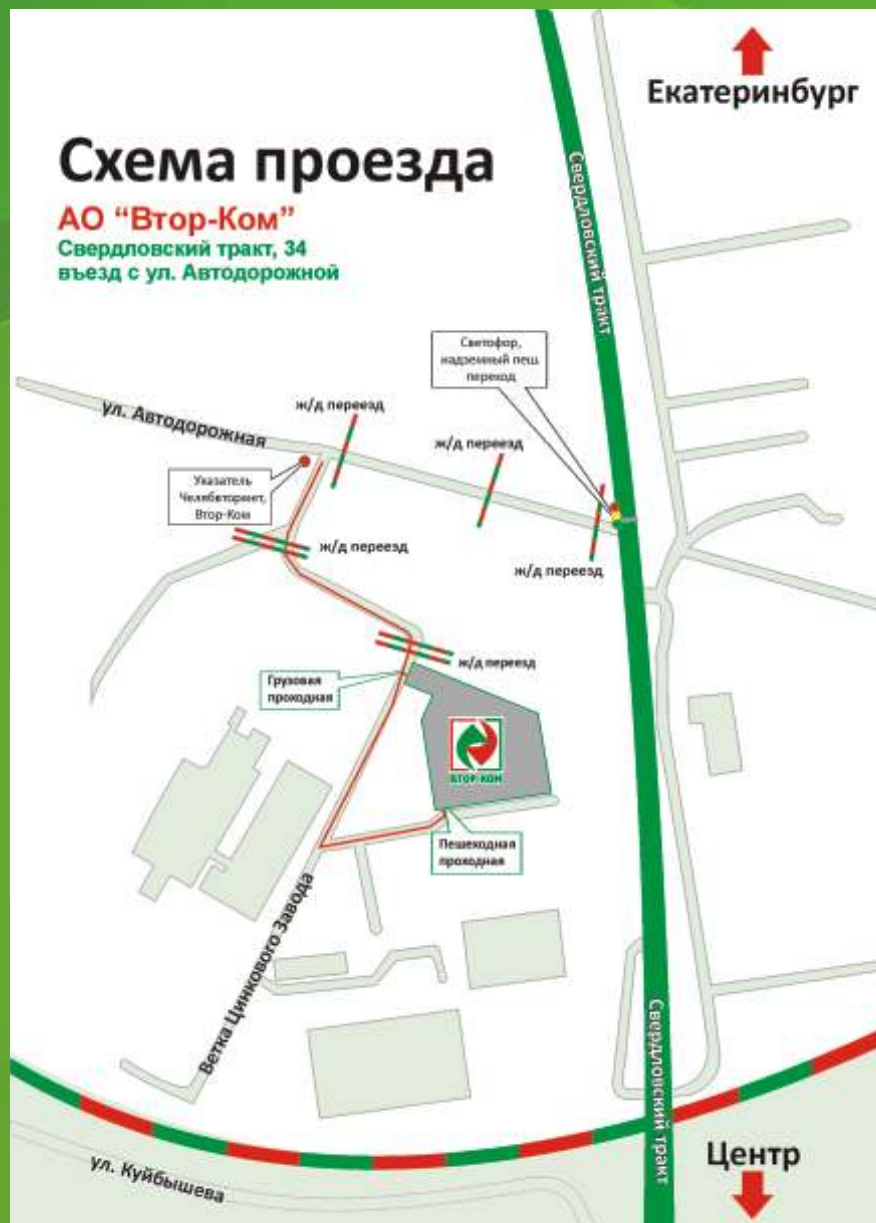 Екатеринбург
Схема проезда
АО "Втор-Ком"
Свердловский тракт, 34
въезд с ул. Автодорожной
Свердловский тракт
Светофор,
надземный пеш.
переход
ж/д переезд
ул. Автодорожная
ж/д переезд
Указатель
Челябвтормет,
Втор-Ком
ж/д переезд
ж/д переезд
ж/д переезд
Грузовая
проходная
ВТОР-КОМ
Пешеходная
проходная
Ветка Цинкового Завода
Свердловский тракт
ул. Куйбышева
Центр